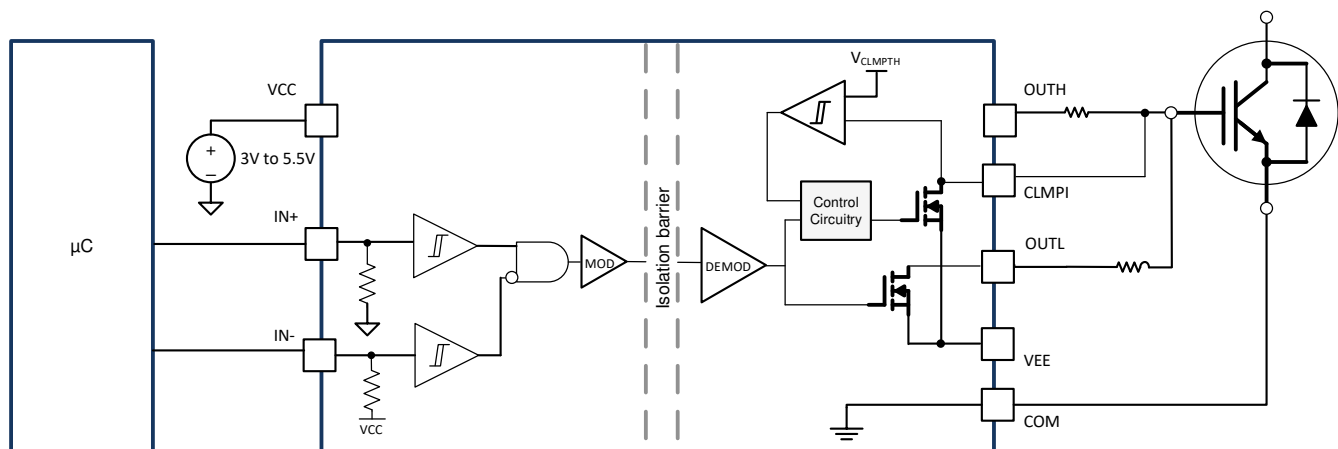 µC
VCC
+
−
3V to 5.5V
IN+
IN-
VCC
MOD
Isolation barrier
DEMOD
VCLMPTH
Control
Circuitry
OUTH
CLMPI
OUTL
VEE
COM